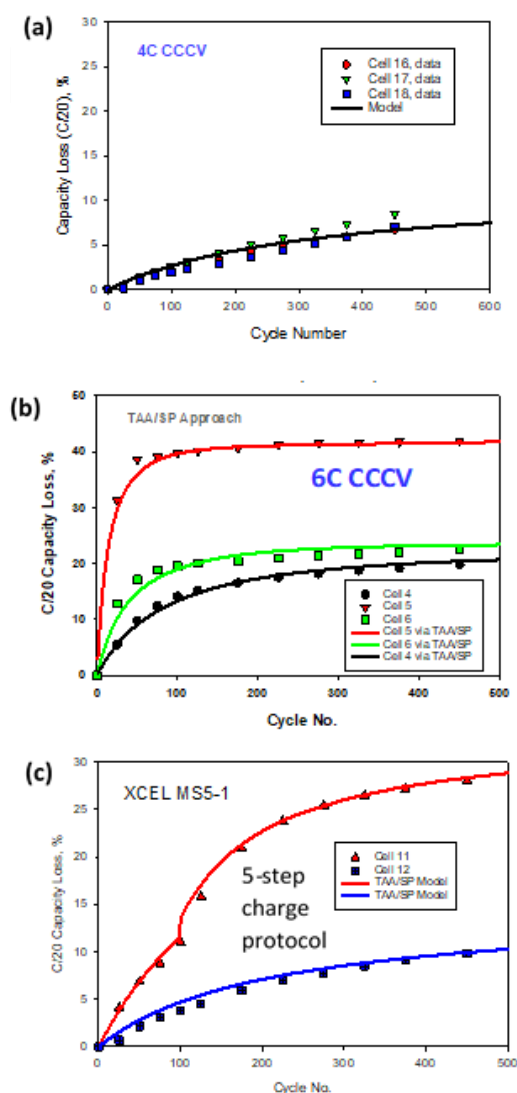 (a)
4C CCCV
Cell 16, data
Cell 17, data
Cell 18, data
Model
Capacity Loss (C/20), %
30
25
20
15
10
5
0
0 100 200 300 400 500 600
Cycle Number
(b)
TAA/SP Approach
6C CCCV
Cell 4
Cell 5
Cell 6
Cell 5 via TAA/SP
Cell 6 via TAA/SP
Cell 4 via TAA/SP
C/20 Capacity Loss, %
50
40
30
20
10
0
0 100 200 300 400 500
Cycle No.
(c)
XCEL MS5-1
Cell 11
Cell 12
TAA/SP Model
TAA/SP Model
5-step
charge
protocol
C/20 Capacity Loss, %
30
25
20
15
10
5
0
0 100 200 300 400 500
Cycle No.